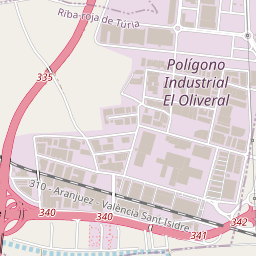 Riba-roja de Túria
Polígono
Industrial
El Oliveral
335
310 - Aranjuez - València Sant-Isidre
340
340
341
342